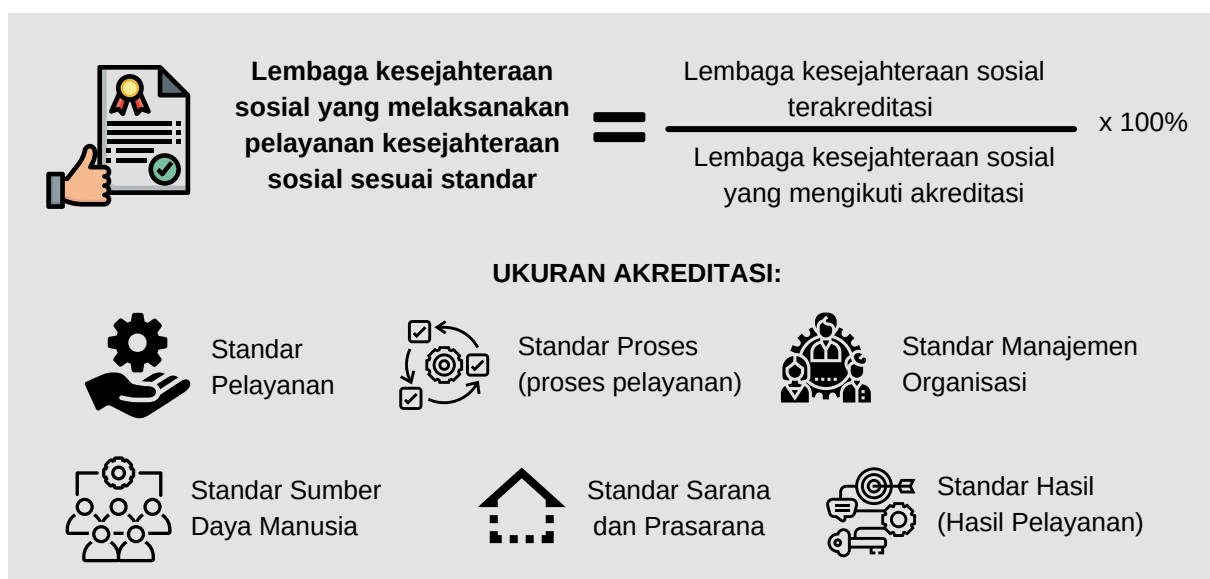 Lembaga kesejahteraan
sosial yang melaksanakan
pelayanan kesejahteraan
sosial sesuai standar
=
Lembaga kesejahteraan sosial
terakreditasi
Lembaga kesejahteraan sosial
yang mengikuti akreditasi
x 100%
UKURAN AKREDITASI:
Standar
Pelayanan
Standar Proses
(proses pelayanan)
Standar Manajemen
Organisasi
Standar Sumber
Daya Manusia
Standar Sarana
dan Prasarana
Standar Hasil
(Hasil Pelayanan)